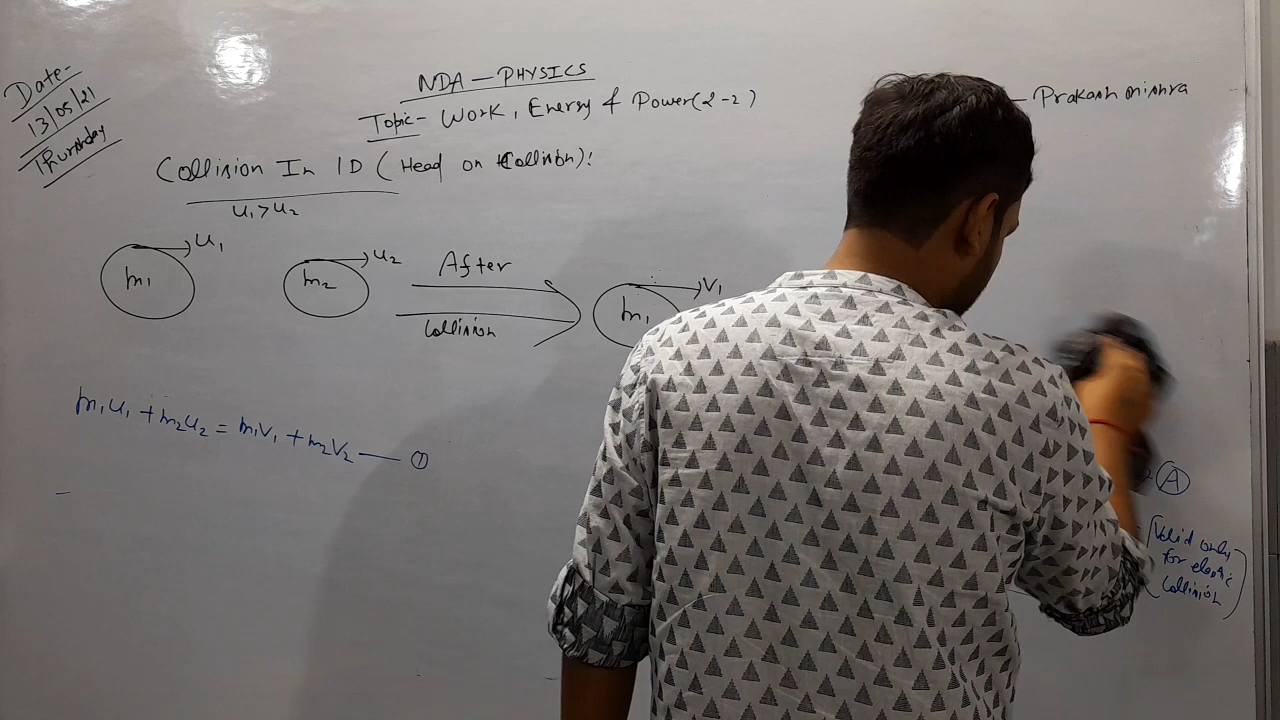 Date-
13/05/21
Thursday
NDA - PHYSICS
Topic- Work, Energy & Power(2-2)
Prakash mishra
Collision In 1D (Head on Collision):
u₁>u₂
m₁ u₁
m₂ u₂
After
Collision
m₁ v₁
m₁u₁ + m₂u₂ = m₁v₁ + m₂v₂ — ①
Ⓐ
(Valid only
for elastic
Collision)